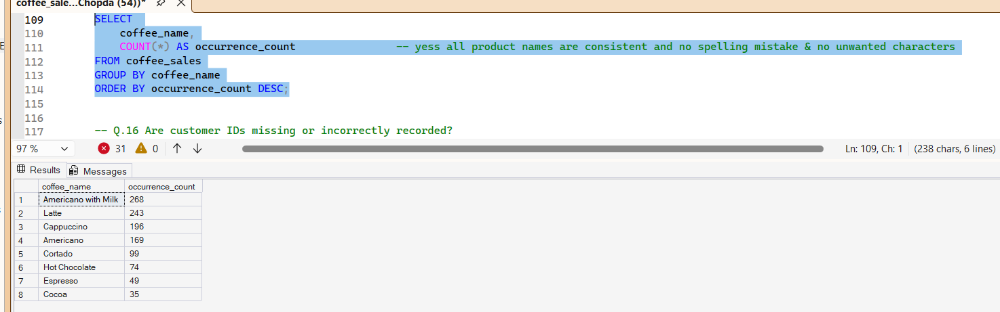 coffee_sale...Chopda (54))*
109 SELECT
110 coffee_name,
111 COUNT(*) AS occurrence_count -- yess all product names are consistent and no spelling mistake & no unwanted characters
112 FROM coffee_sales
113 GROUP BY coffee_name
114 ORDER BY occurrence_count DESC;
115
116
117 -- Q.16 Are customer IDs missing or incorrectly recorded?
97 % 31 0 Ln: 109, Ch: 1 (238 chars, 6 lines)
Results Messages
coffee_name occurrence_count
1 Americano with Milk 268
2 Latte 243
3 Cappuccino 196
4 Americano 169
5 Cortado 99
6 Hot Chocolate 74
7 Espresso 49
8 Cocoa 35